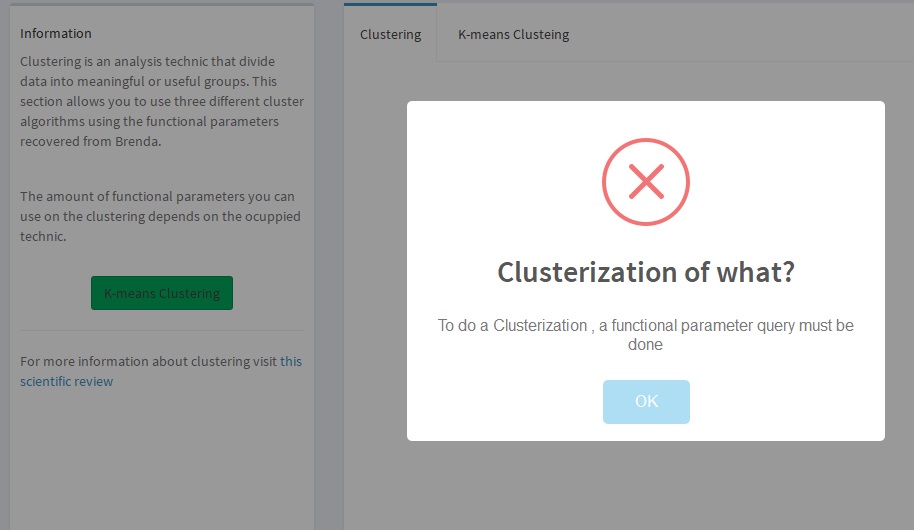 Information
Clustering is an analysis technic that divide
data into meaningful or useful groups. This
section allows you to use three different cluster
algorithms using the functional parameters
recovered from Brenda.
The amount of functional parameters you can
use on the clustering depends on the ocuppied
technic.
K-means Clustering
For more information about clustering visit this
scientific review
Clustering
K-means Clusteing
Clusterization of what?
To do a Clusterization , a functional parameter query must be
done
OK